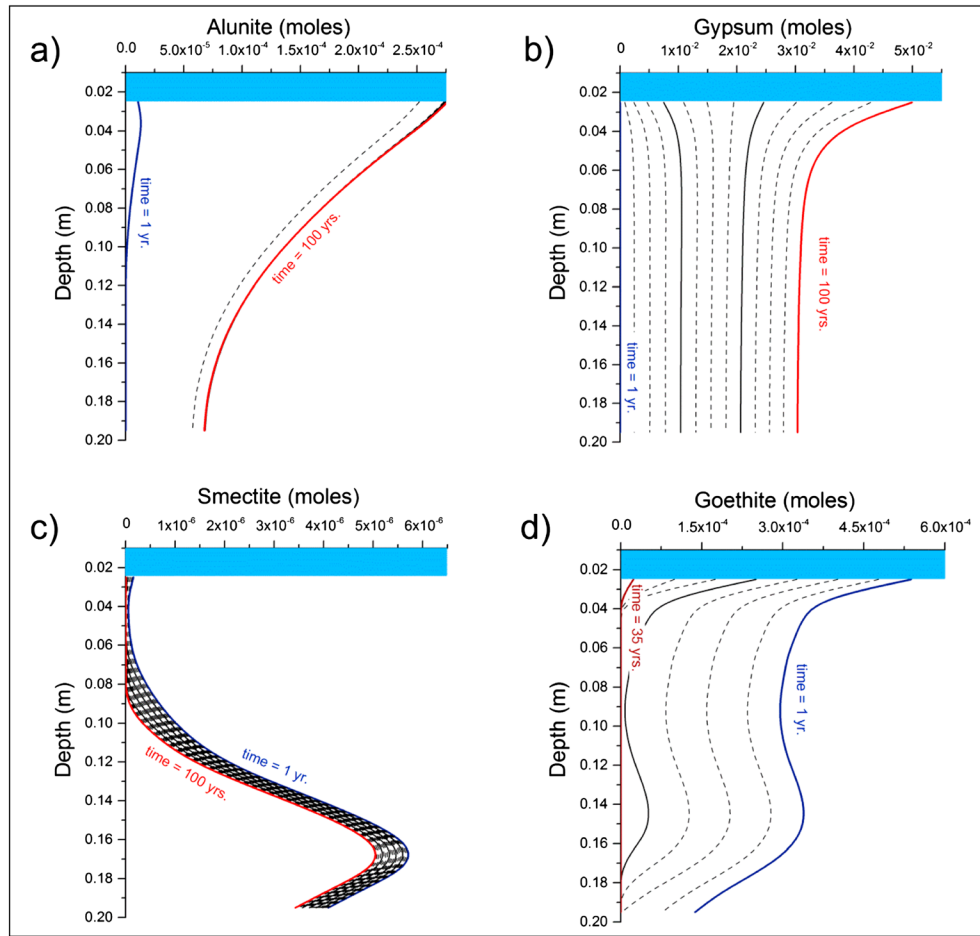 a)
Alunite (moles)
0.0 5.0x10⁻⁵ 1.0x10⁻⁴ 1.5x10⁻⁴ 2.0x10⁻⁴ 2.5x10⁻⁴
Depth (m)
0.02
0.04
0.06
0.08
0.10
0.12
0.14
0.16
0.18
0.20
time = 1 yr.
time = 100 yrs.
b)
Gypsum (moles)
0 1x10⁻² 2x10⁻² 3x10⁻² 4x10⁻² 5x10⁻²
Depth (m)
0.02
0.04
0.06
0.08
0.10
0.12
0.14
0.16
0.18
0.20
time = 1 yr.
time = 100 yrs.
c)
Smectite (moles)
0 1x10⁻⁶ 2x10⁻⁶ 3x10⁻⁶ 4x10⁻⁶ 5x10⁻⁶ 6x10⁻⁶
Depth (m)
0.02
0.04
0.06
0.08
0.10
0.12
0.14
0.16
0.18
0.20
time = 1 yr.
time = 100 yrs.
d)
Goethite (moles)
0.0 1.5x10⁻⁴ 3.0x10⁻⁴ 4.5x10⁻⁴ 6.0x10⁻⁴
Depth (m)
0.02
0.04
0.06
0.08
0.10
0.12
0.14
0.16
0.18
0.20
time = 35 yrs.
time = 1 yr.